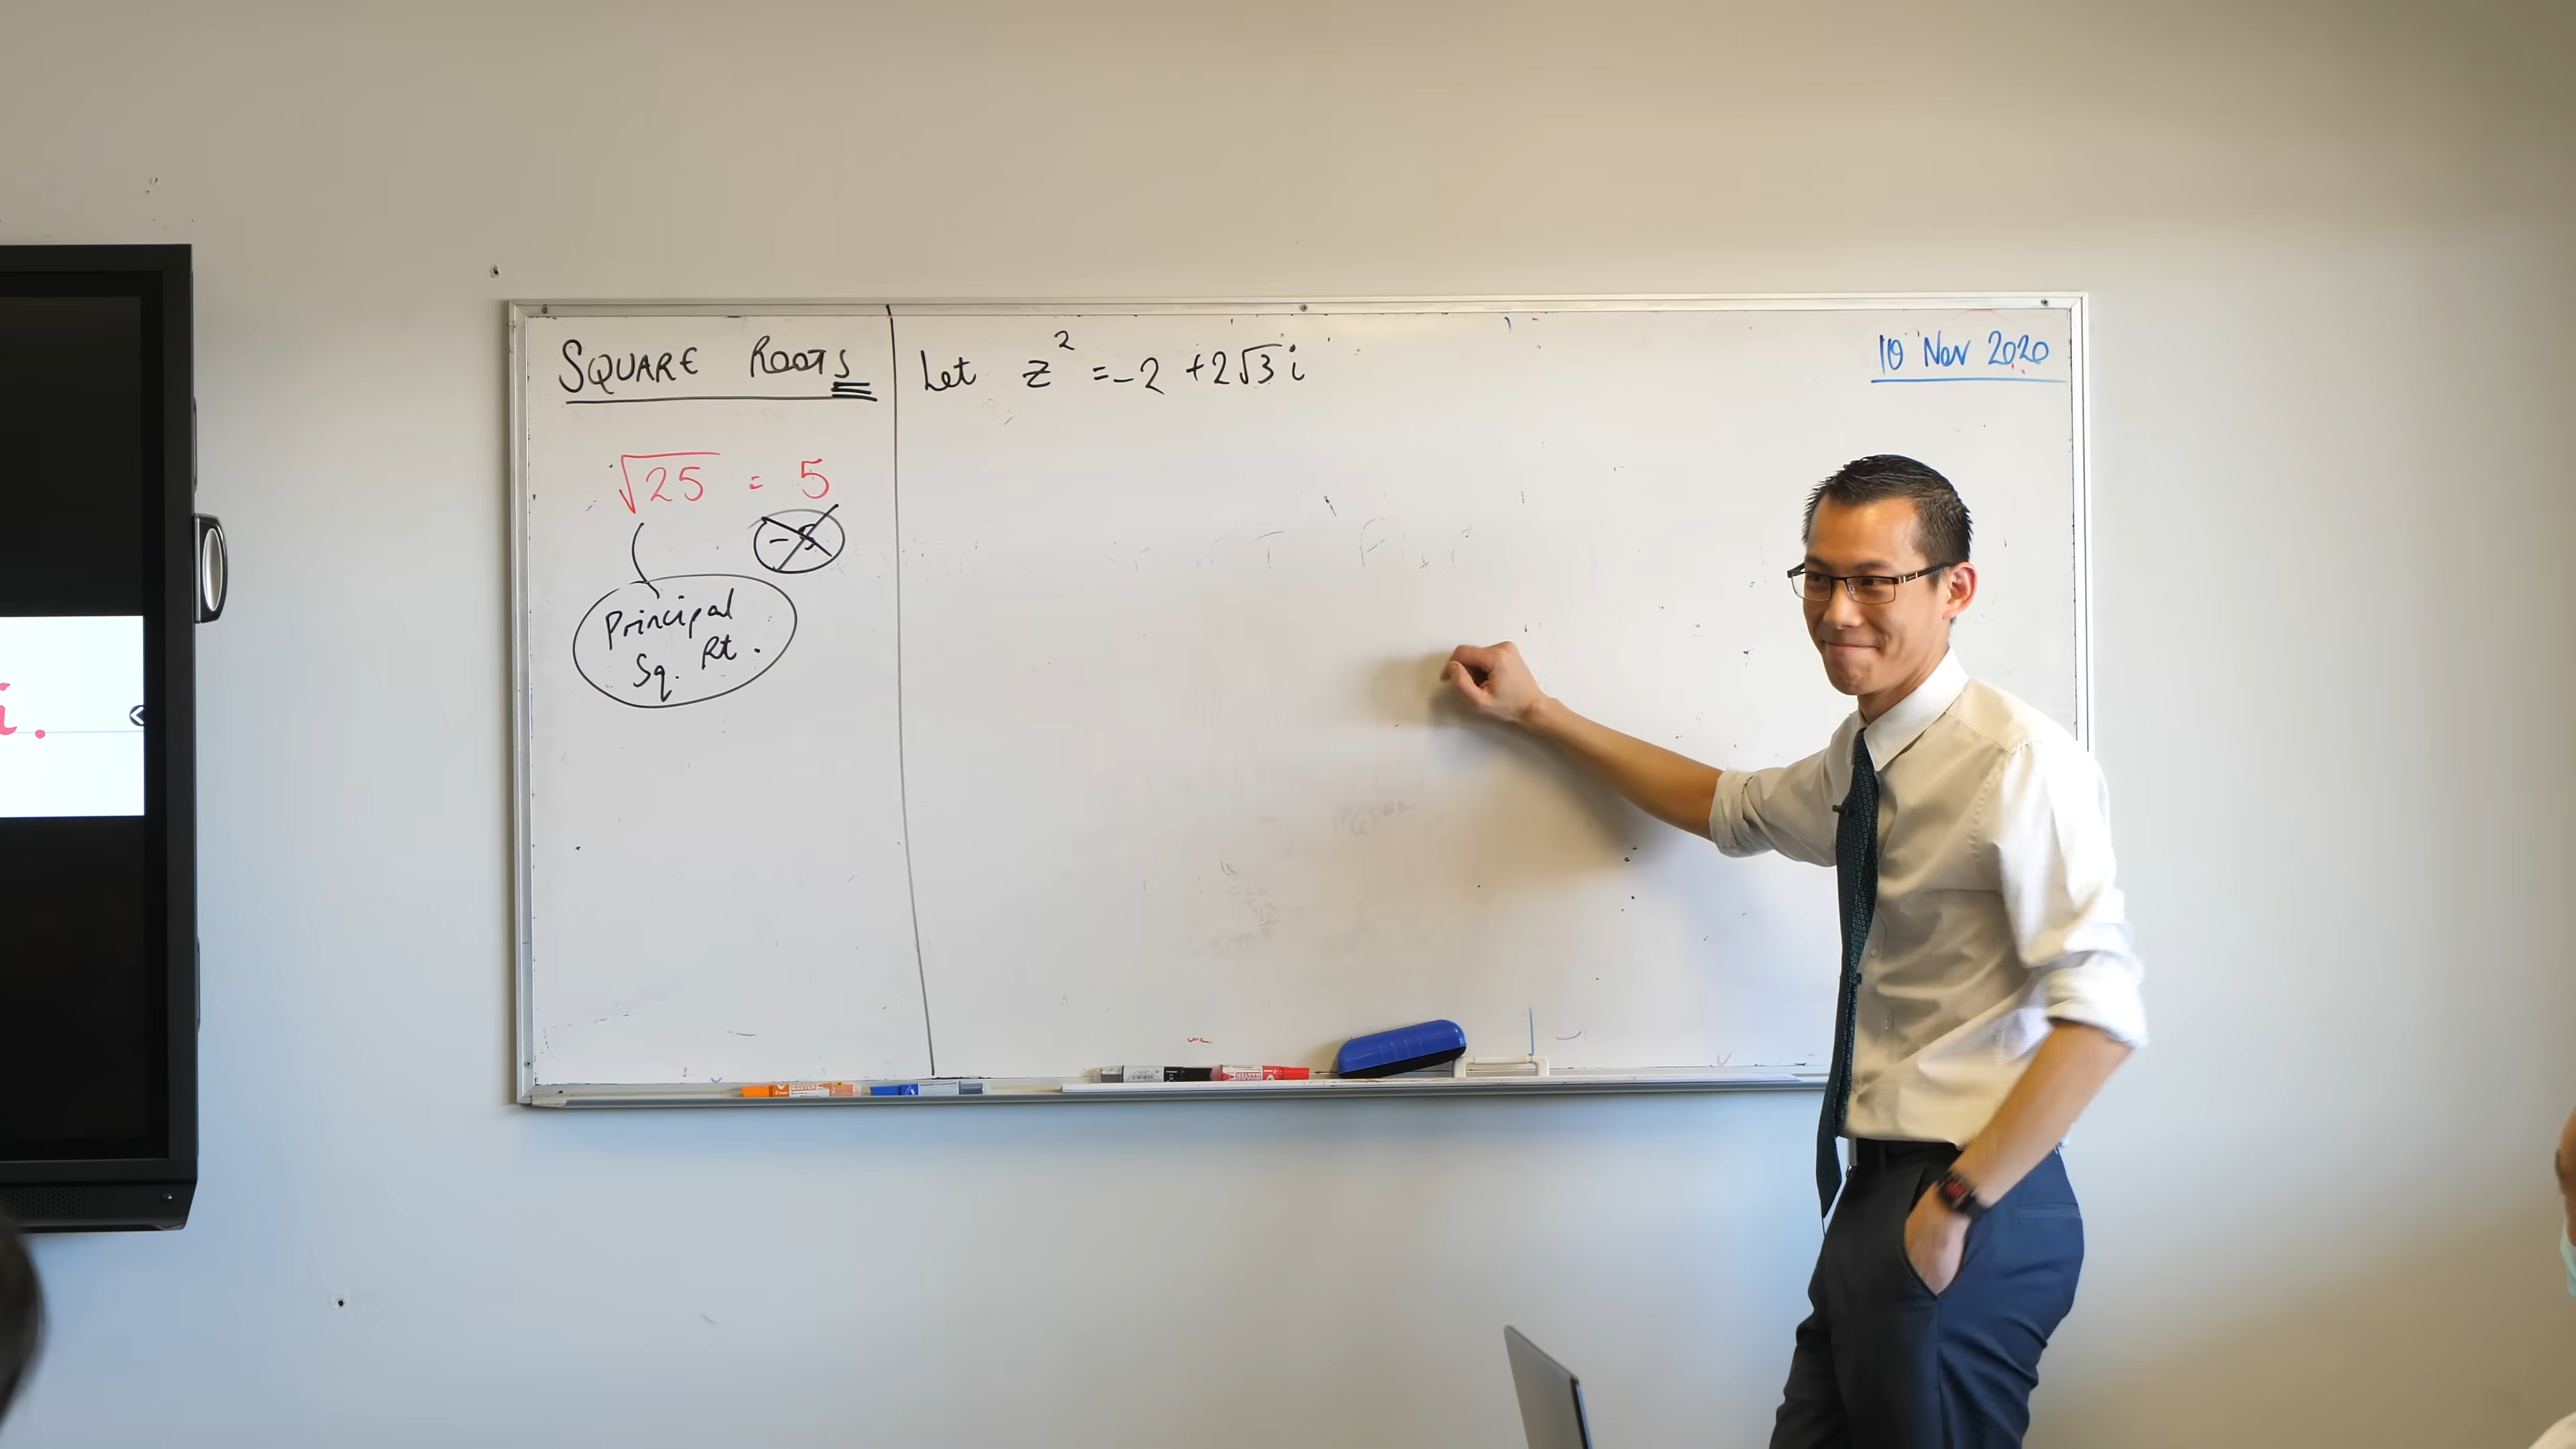 SQUARE ROOTS
√25 = 5
-5
Principal
Sq. Rt.
Let z² = -2 + 2√3 i
10 Nov 2020
i.